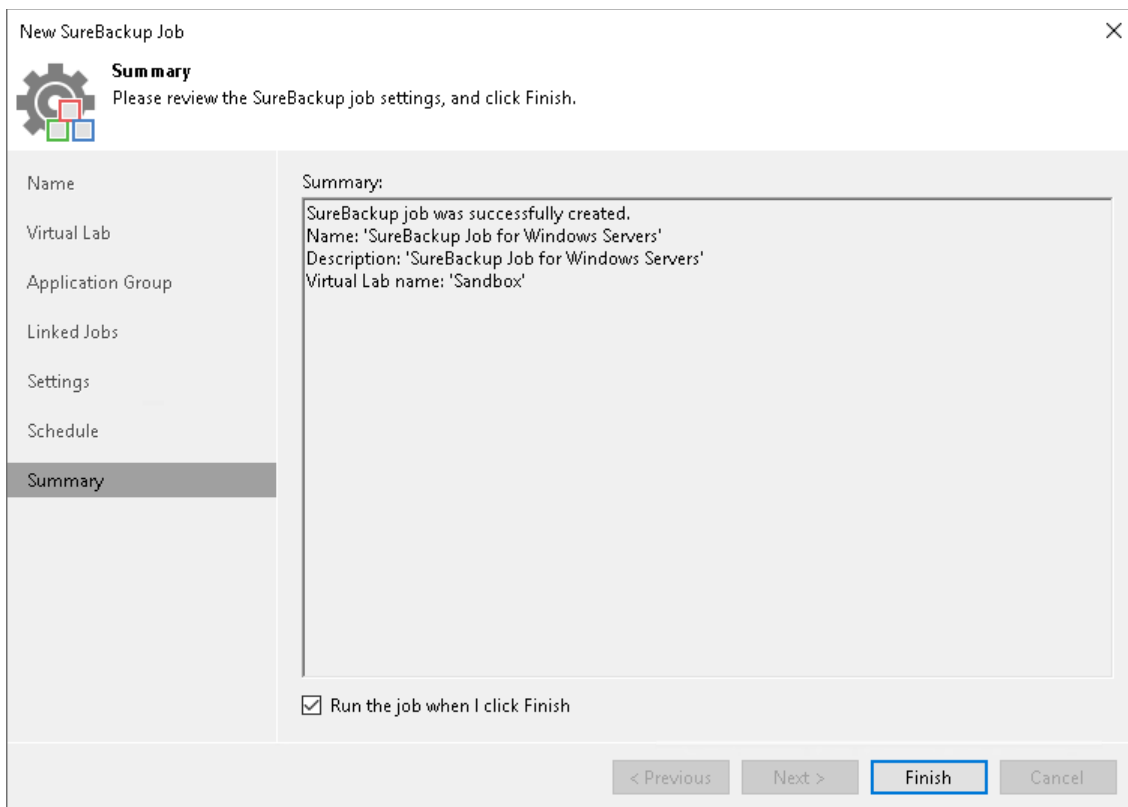 New SureBackup Job
Summary
Please review the SureBackup job settings, and click Finish.
Name
Virtual Lab
Application Group
Linked Jobs
Settings
Schedule
Summary
Summary:
SureBackup job was successfully created.
Name: 'SureBackup Job for Windows Servers'
Description: 'SureBackup Job for Windows Servers'
Virtual Lab name: 'Sandbox'
Run the job when I click Finish
< Previous
Next >
Finish
Cancel